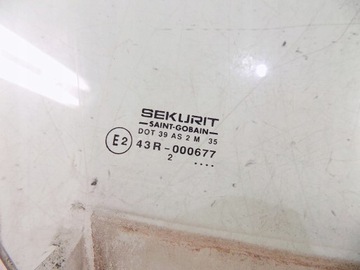 SEKURIT
SAINT-GOBAIN
DOT 39 AS 2 M 35
E2 43R-000677
2 ....